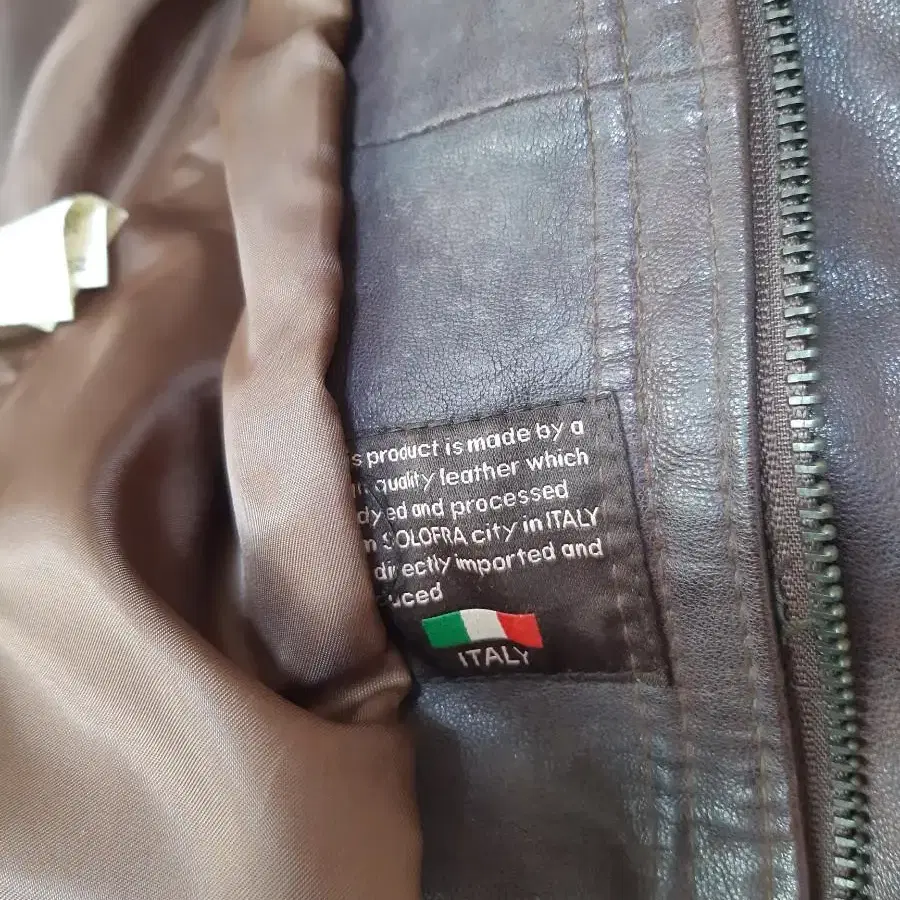 s product is made by a
quality leather which
dyed and processed
n SOLOFRA city in ITALY
directly imported and
uced
ITALY